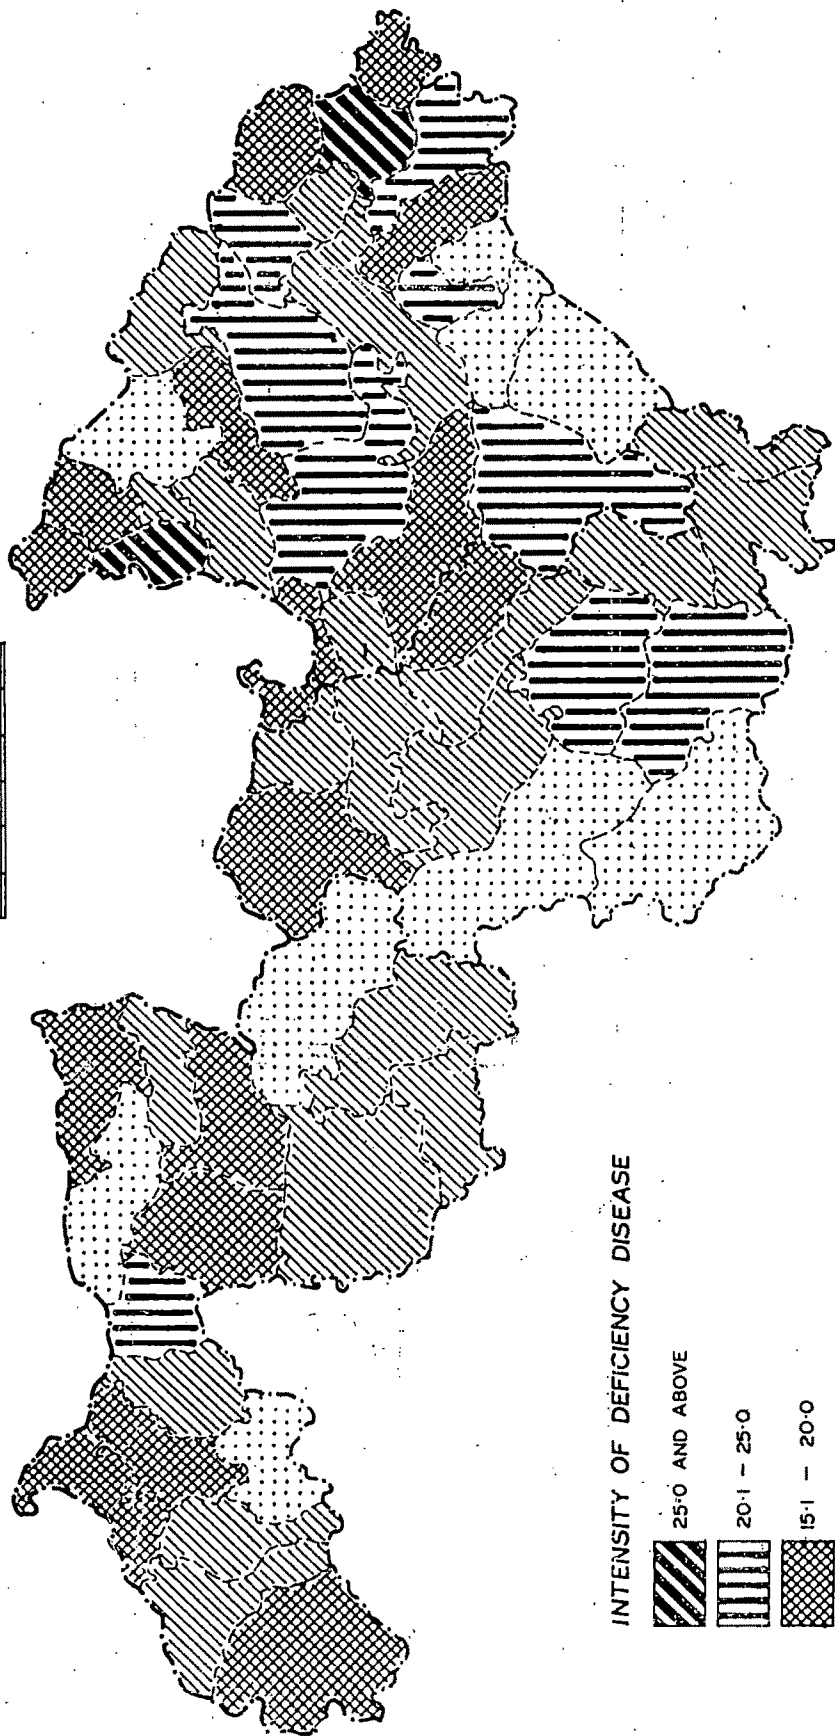 INTENSITY OF DEFICIENCY DISEASE
25·0 AND ABOVE
20·1 — 25·0
15·1 — 20·0